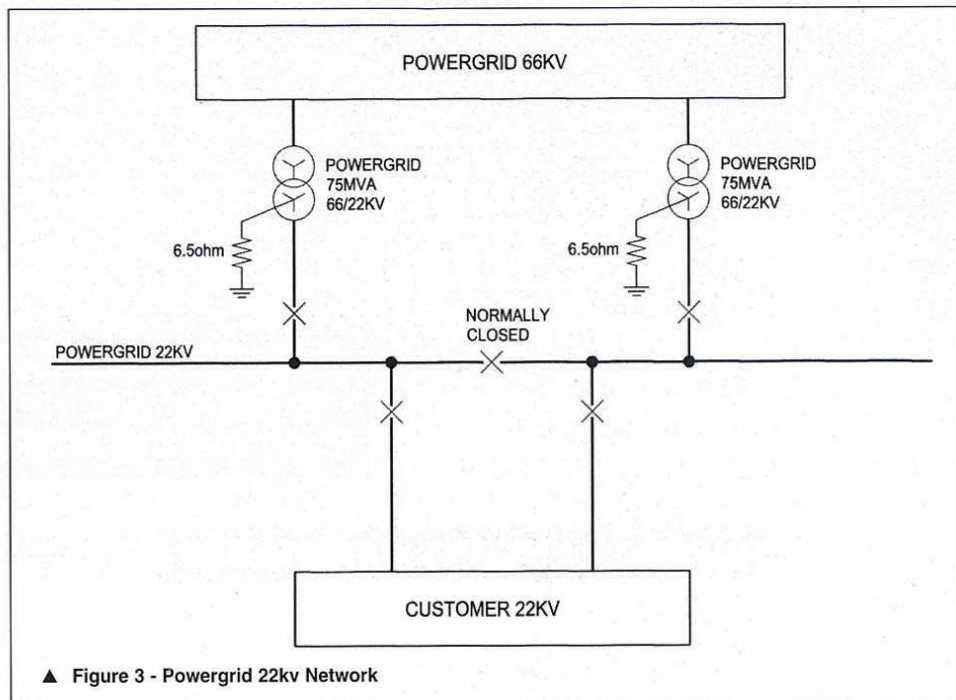 POWERGRID 66KV
POWERGRID
75MVA
66/22KV
POWERGRID
75MVA
66/22KV
6.5ohm
6.5ohm
NORMALLY
CLOSED
POWERGRID 22KV
CUSTOMER 22KV
▲ Figure 3 - Powergrid 22kv Network